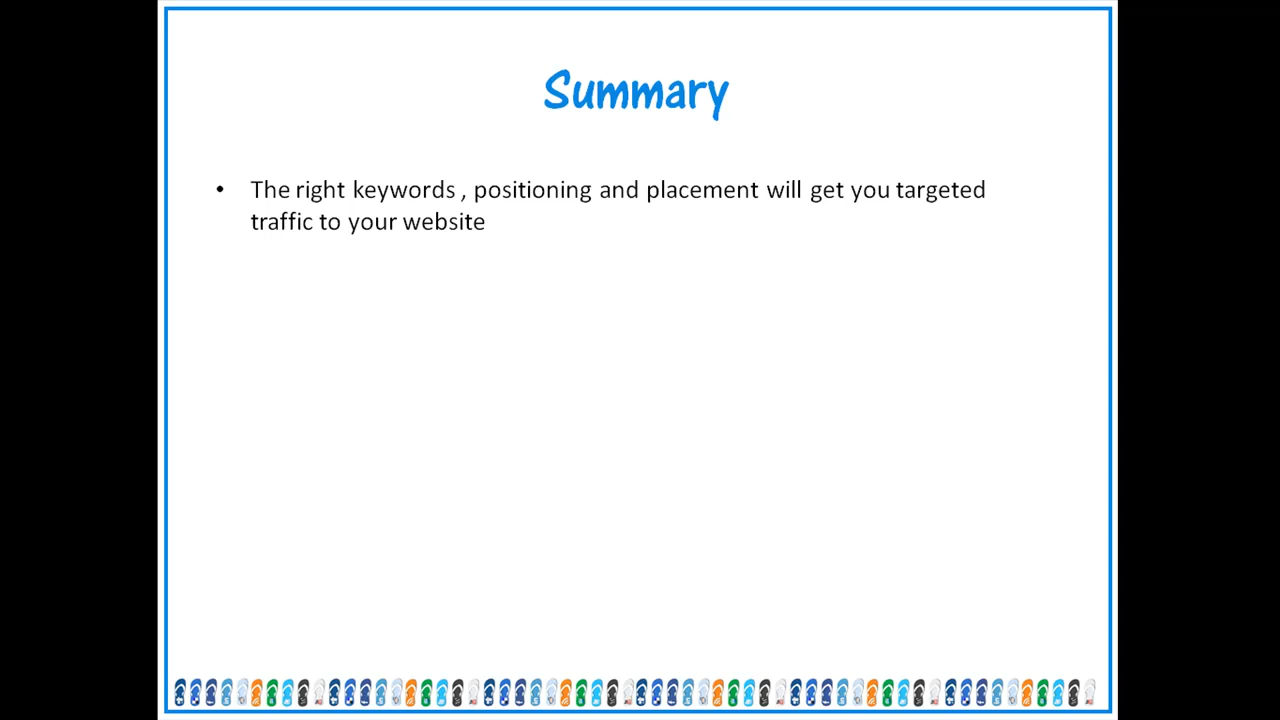 Summary
• The right keywords , positioning and placement will get you targeted
traffic to your website